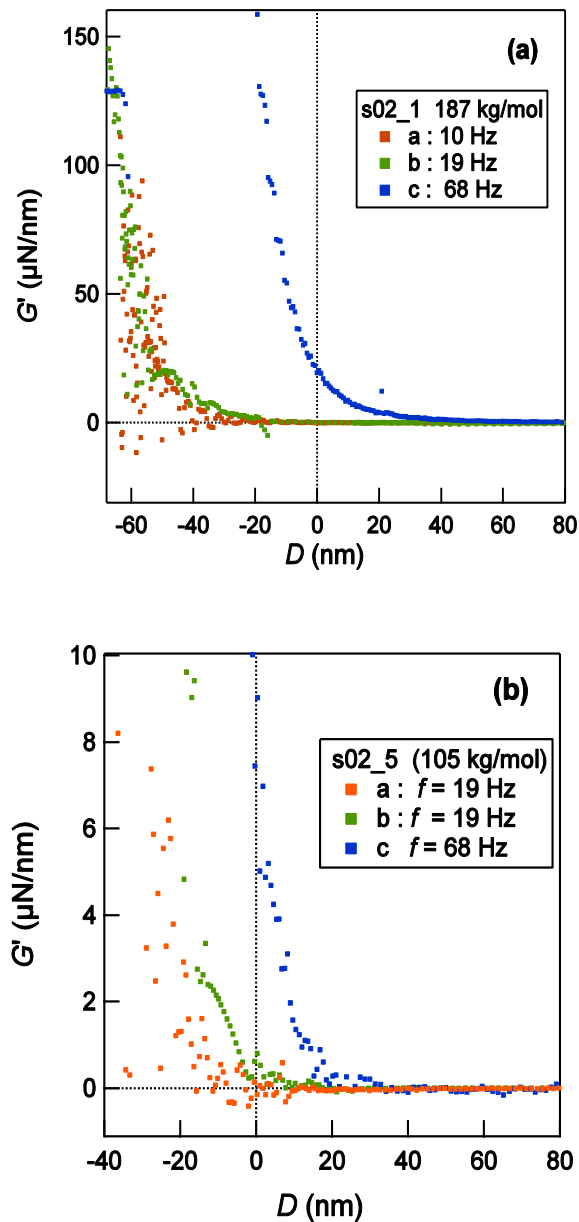 150
100
50
0
G' (µN/nm)
(a)
s02_1 187 kg/mol
a : 10 Hz
b : 19 Hz
c : 68 Hz
-60 -40 -20 0 20 40 60 80
D (nm)
10
8
6
4
2
0
G' (µN/nm)
(b)
s02_5 (105 kg/mol)
a : f = 19 Hz
b : f = 19 Hz
c f = 68 Hz
-40 -20 0 20 40 60 80
D (nm)